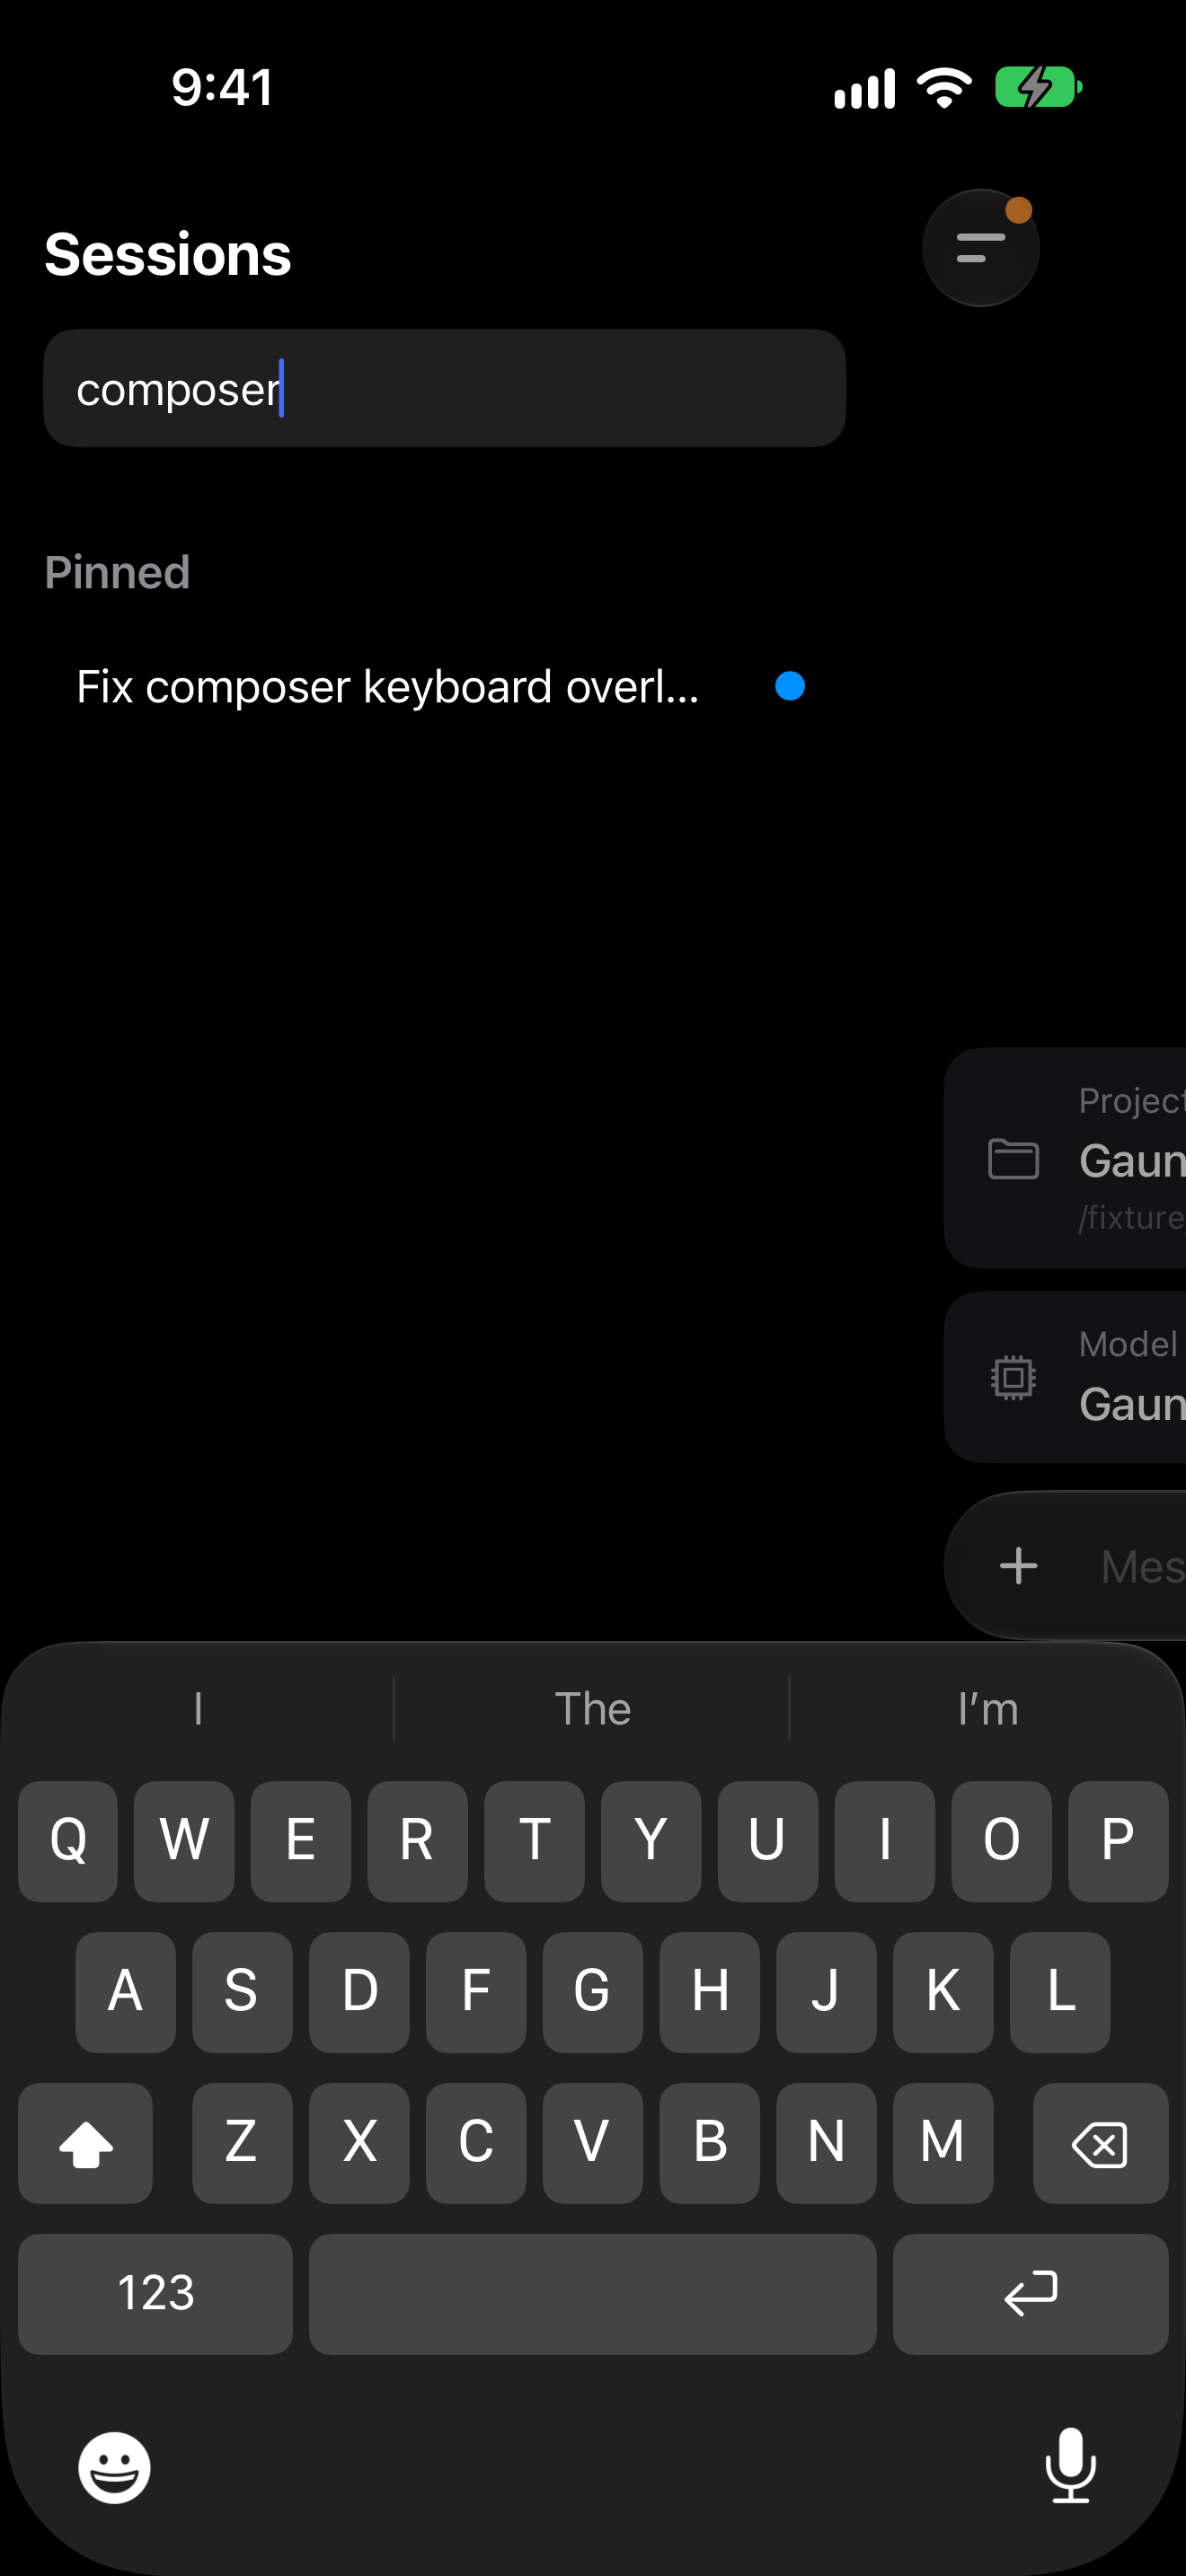 9:41
Sessions
composer
Pinned
Fix composer keyboard overl...
Project
Gaun
/fixture
Model
Gaun
Mes
I The I’m
Q W E R T Y U I O P
A S D F G H J K L
Z X C V B N M
123